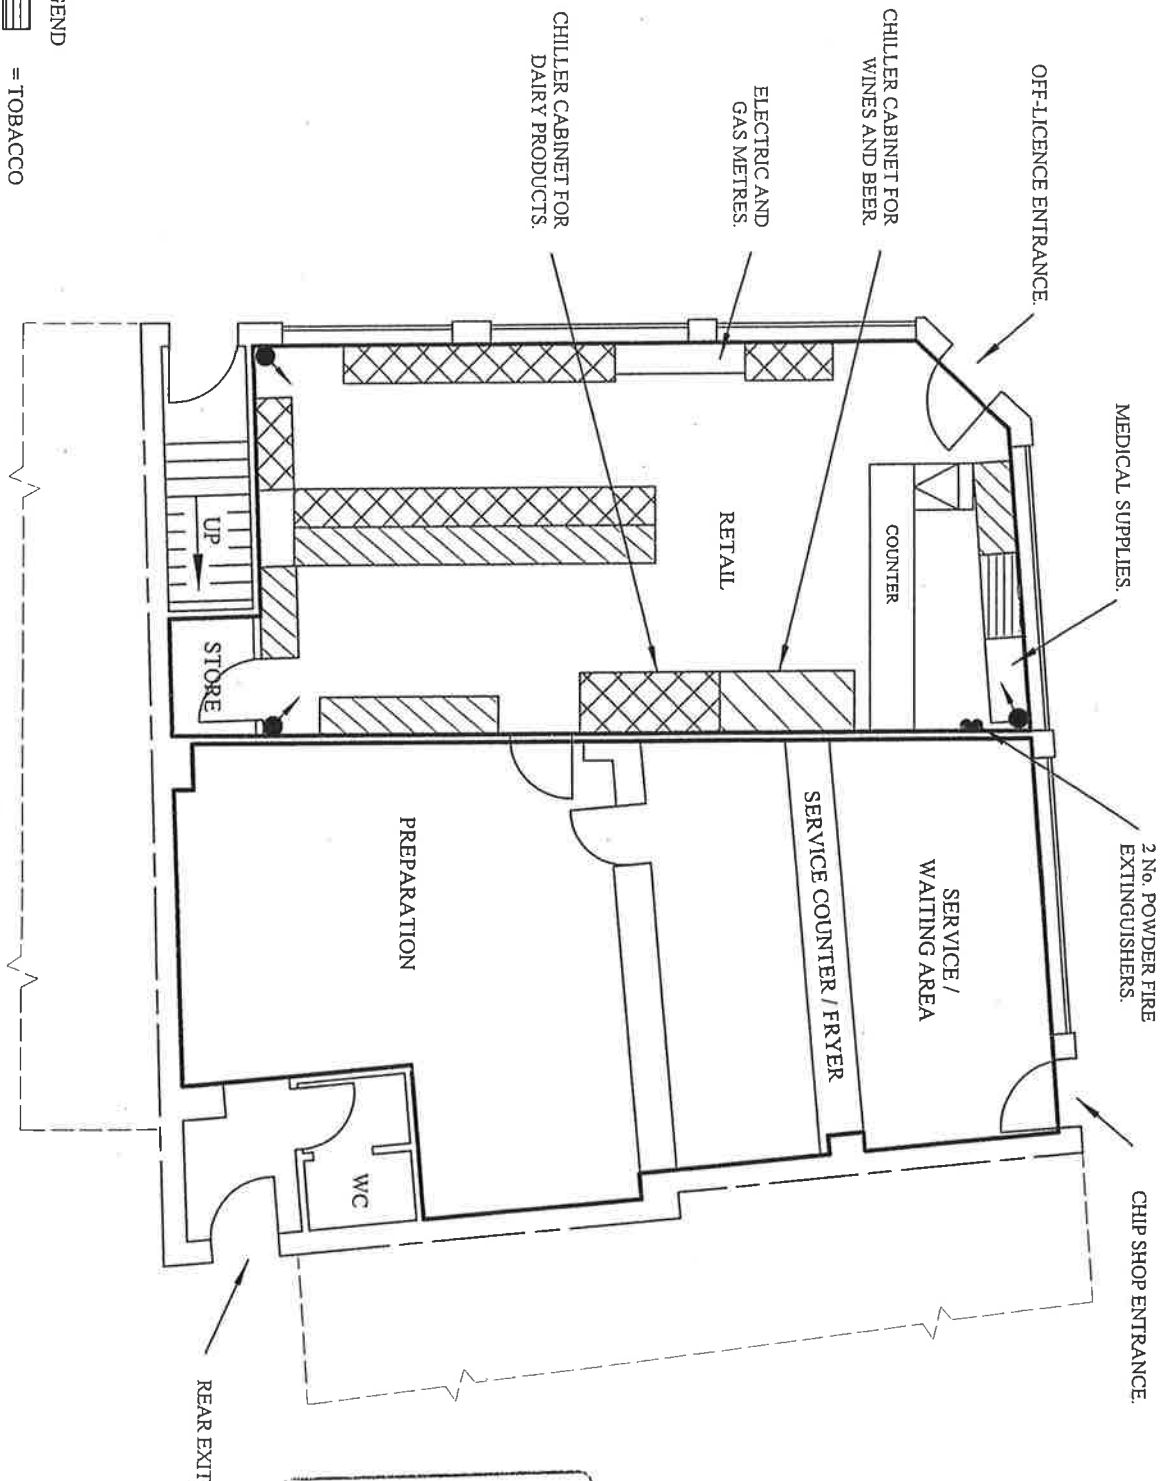 OFF-LICENCE ENTRANCE.
CHILLER CABINET FOR
WINES AND BEER.
ELECTRIC AND
GAS METRES.
CHILLER CABINET FOR
DAIRY PRODUCTS.
MEDICAL SUPPLIES.
2 No. POWDER FIRE
EXTINGUISHERS.
CHIP SHOP ENTRANCE.
REAR EXIT
COUNTER
RETAIL
UP
STORE
SERVICE /
WAITING AREA
SERVICE COUNTER / FRYER
PREPARATION
WC
GEND
= TOBACCO